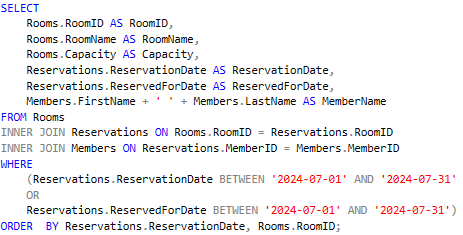 SELECT
    Rooms.RoomID AS RoomID,
    Rooms.RoomName AS RoomName,
    Rooms.Capacity AS Capacity,
    Reservations.ReservationDate AS ReservationDate,
    Reservations.ReservedForDate AS ReservedForDate,
    Members.FirstName + ' ' + Members.LastName AS MemberName
FROM Rooms
INNER JOIN Reservations ON Rooms.RoomID = Reservations.RoomID
INNER JOIN Members ON Reservations.MemberID = Members.MemberID
WHERE
    (Reservations.ReservationDate BETWEEN '2024-07-01' AND '2024-07-31'
    OR
    Reservations.ReservedForDate BETWEEN '2024-07-01' AND '2024-07-31')
ORDER  BY Reservations.ReservationDate, Rooms.RoomID;